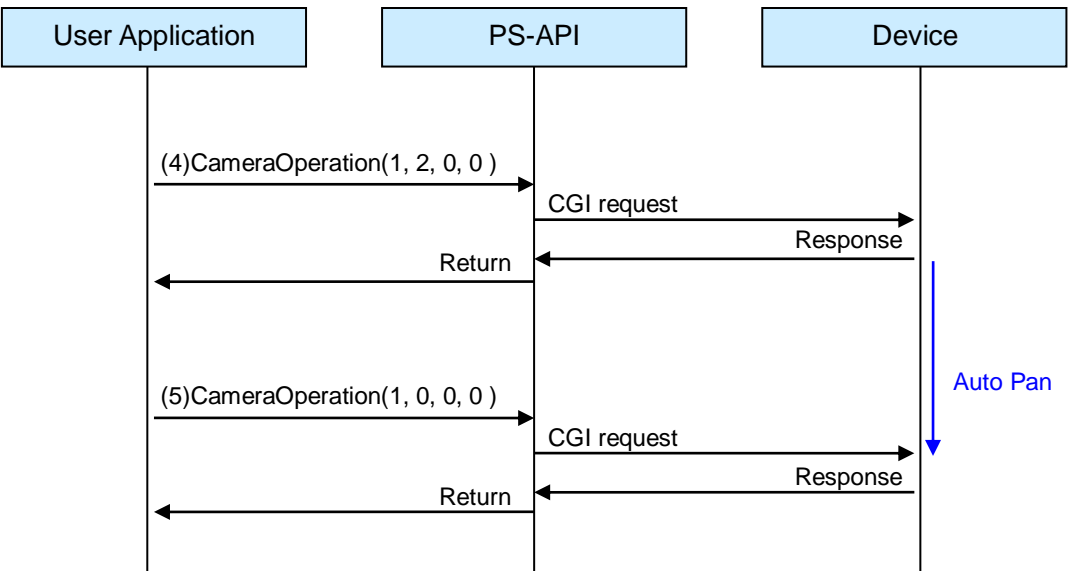 User Application
PS-API
Device
(4)CameraOperation(1, 2, 0, 0 )
CGI request
Response
Return
Auto Pan
(5)CameraOperation(1, 0, 0, 0 )
CGI request
Response
Return